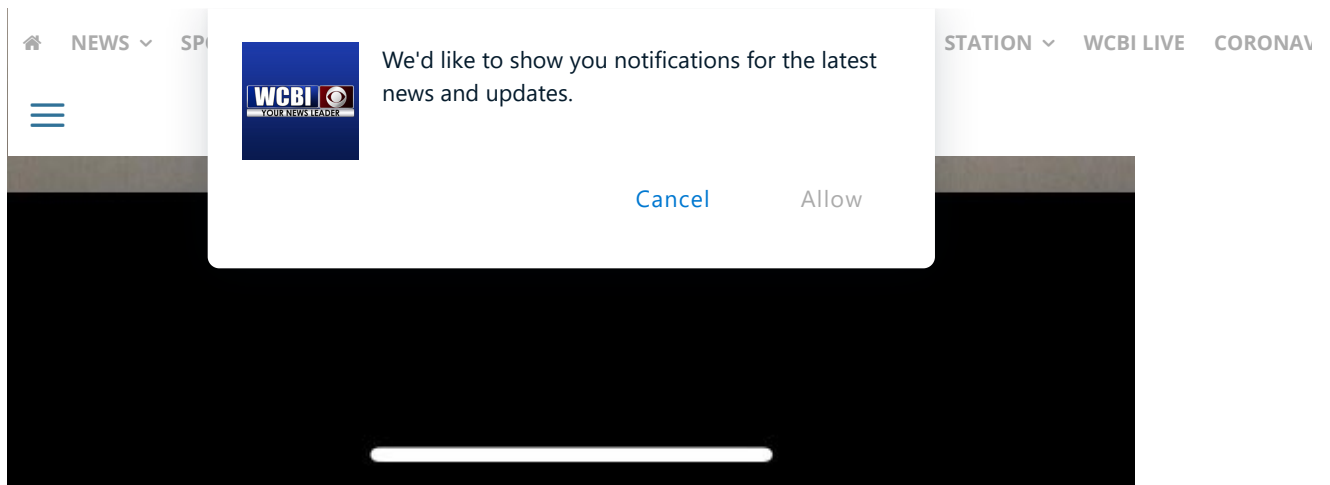 NEWS
STATION
WCBI LIVE
We'd like to show you notifications for the latest
news and updates.
WCBI
YOUR NEWS LEADER
Cancel
Allow